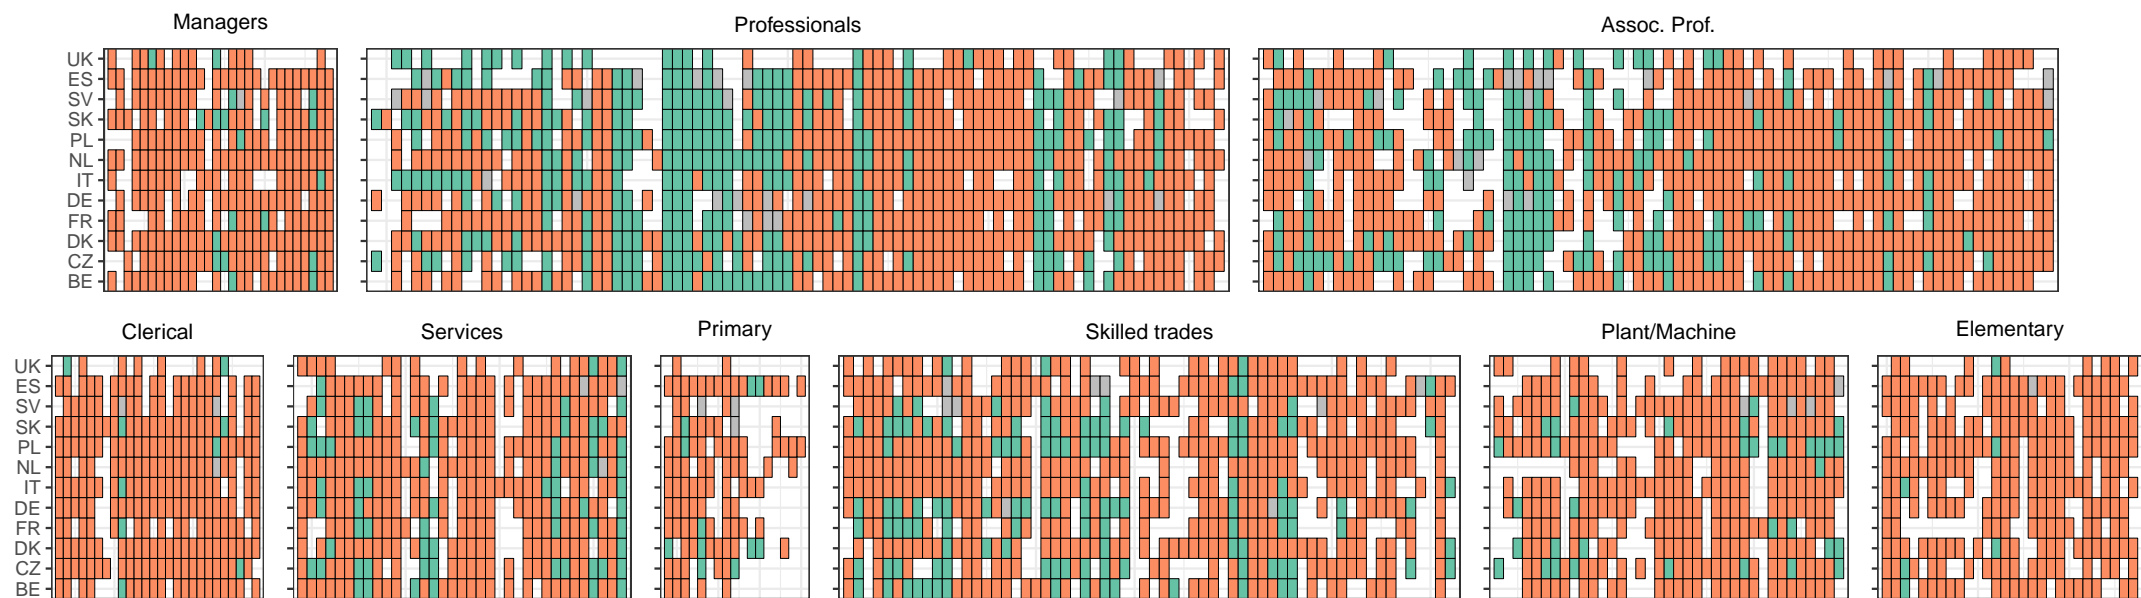 Managers
Professionals
Assoc. Prof.
UK
ES
SV
SK
PL
NL
IT
DE
FR
DK
CZ
BE
Clerical
Services
Primary
Skilled trades
Plant/Machine
Elementary
UK
ES
SV
SK
PL
NL
IT
DE
FR
DK
CZ
BE